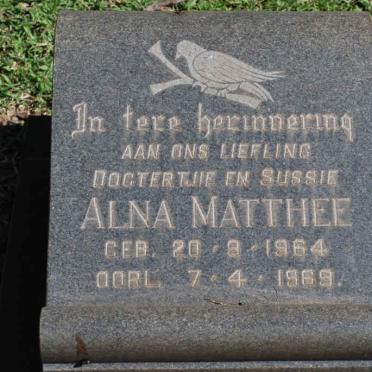 In tere herinnering
AAN ONS LIEFLING
DOGTERTJIE EN SUSSIE
ALNA MATTHEE
GEB. 20 · 9 · 1964
OORL. 7 · 4 · 1969.